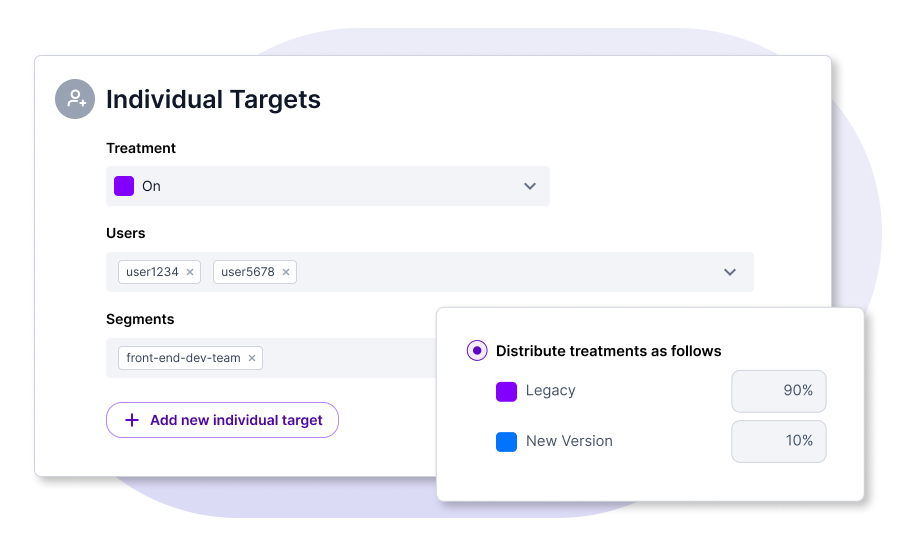 Individual Targets
Treatment
On
Users
user1234 × user5678 ×
Segments
front-end-dev-team ×
+ Add new individual target
Distribute treatments as follows
Legacy 90%
New Version 10%